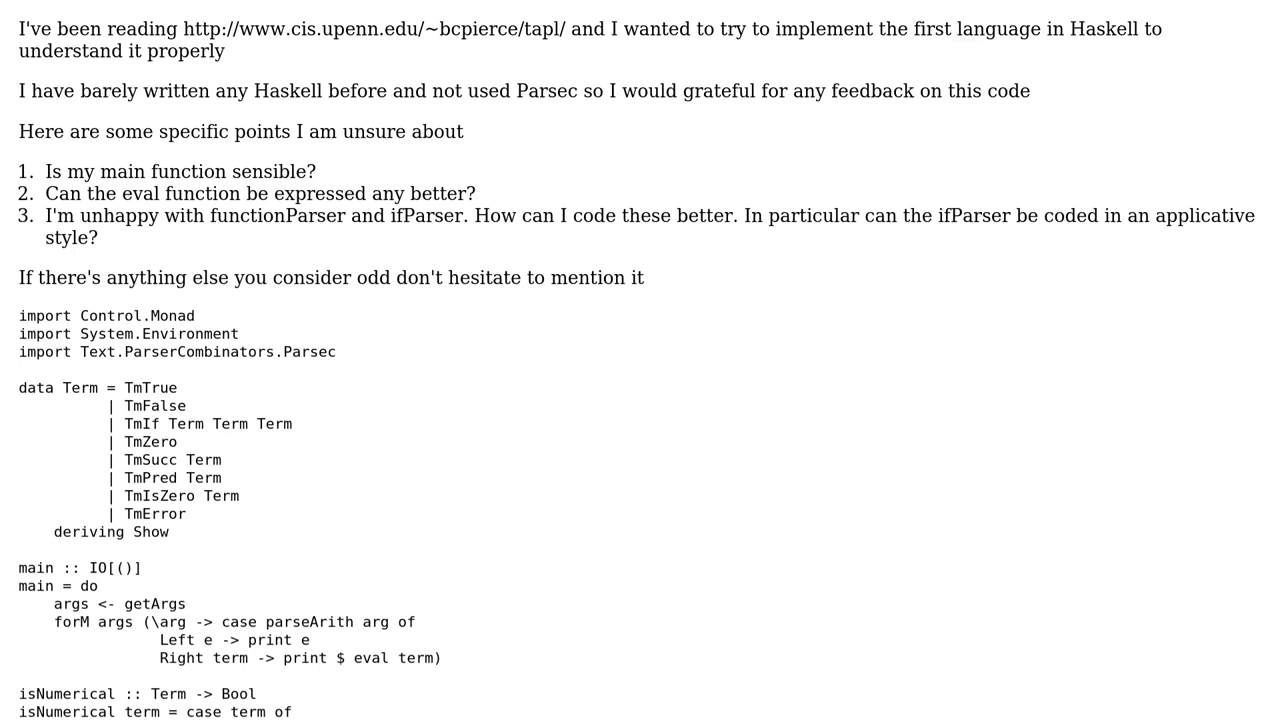 I've been reading http://www.cis.upenn.edu/~bcpierce/tapl/ and I wanted to try to implement the first language in Haskell to
understand it properly
I have barely written any Haskell before and not used Parsec so I would grateful for any feedback on this code
Here are some specific points I am unsure about
1. Is my main function sensible?
2. Can the eval function be expressed any better?
3. I'm unhappy with functionParser and ifParser. How can I code these better. In particular can the ifParser be coded in an applicative
style?
If there's anything else you consider odd don't hesitate to mention it
import Control.Monad
import System.Environment
import Text.ParserCombinators.Parsec
data Term = TmTrue
          | TmFalse
          | TmIf Term Term Term
          | TmZero
          | TmSucc Term
          | TmPred Term
          | TmIsZero Term
          | TmError
    deriving Show
main :: IO[()]
main = do
    args <- getArgs
    forM args (\arg -> case parseArith arg of
                Left e -> print e
                Right term -> print $ eval term)
isNumerical :: Term -> Bool
isNumerical term = case term of